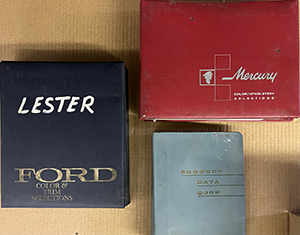 LESTER
FORD
COLOR &
TRIM
SELECTIONS
Mercury
COLOR/UPHOLSTERY
SELECTIONS
PRODUCT
DATA
BOOK